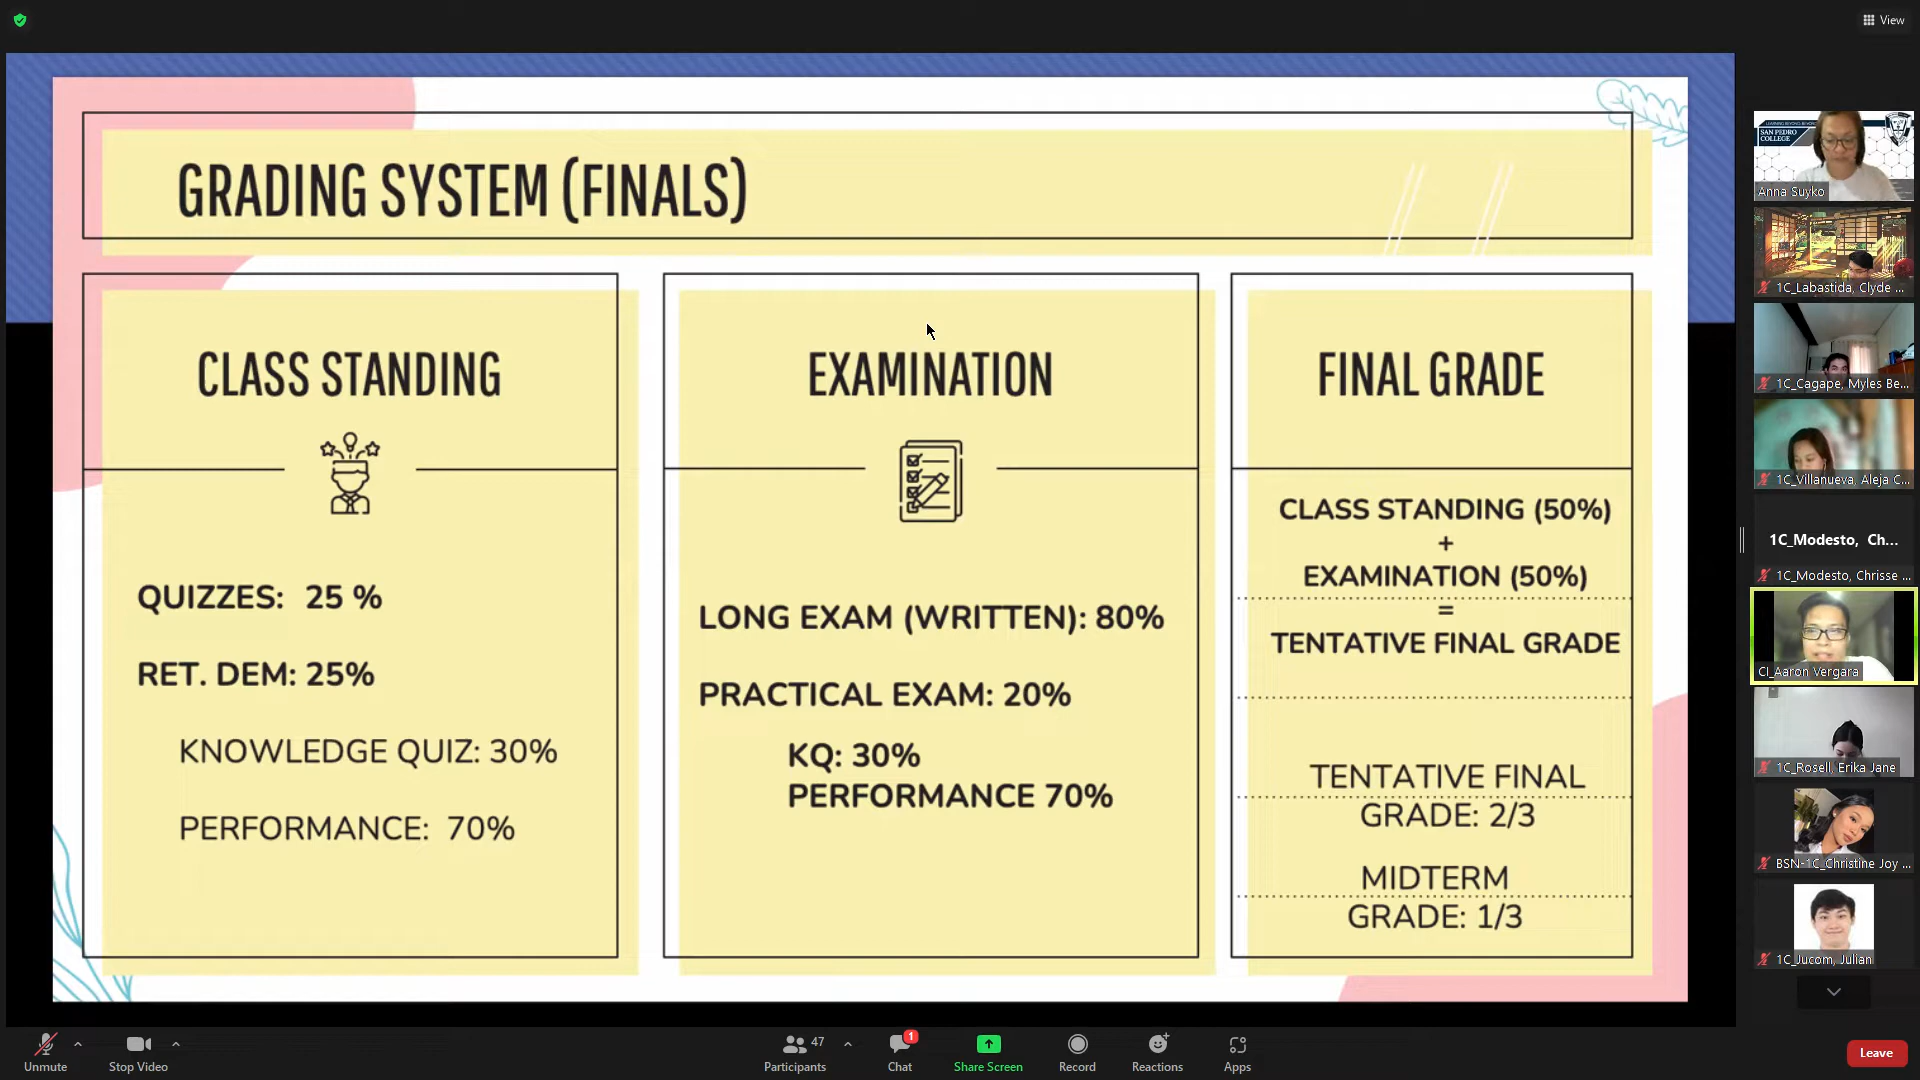 View
GRADING SYSTEM (FINALS)
CLASS STANDING
QUIZZES: 25 %
RET. DEM: 25%
KNOWLEDGE QUIZ: 30%
PERFORMANCE: 70%
EXAMINATION
LONG EXAM (WRITTEN): 80%
PRACTICAL EXAM: 20%
KQ: 30%
PERFORMANCE 70%
FINAL GRADE
CLASS STANDING (50%)
+
EXAMINATION (50%)
=
TENTATIVE FINAL GRADE
TENTATIVE FINAL
GRADE: 2/3
MIDTERM
GRADE: 1/3
SAN PEDRO
COLLEGE
Anna Suyko
1C_Labastida, Clyde ...
1C_Cagape, Myles Be...
1C_Villanueva, Aleja C...
1C_Modesto, Ch...
1C_Modesto, Chrisse ...
CI_Aaron Vergara
1C_Rosell, Erika Jane
BSN-1C_Christine Joy ...
1C_Jucom, Julian
Unmute
Stop Video
47
Participants
1
Chat
Share Screen
Record
Reactions
Apps
Leave